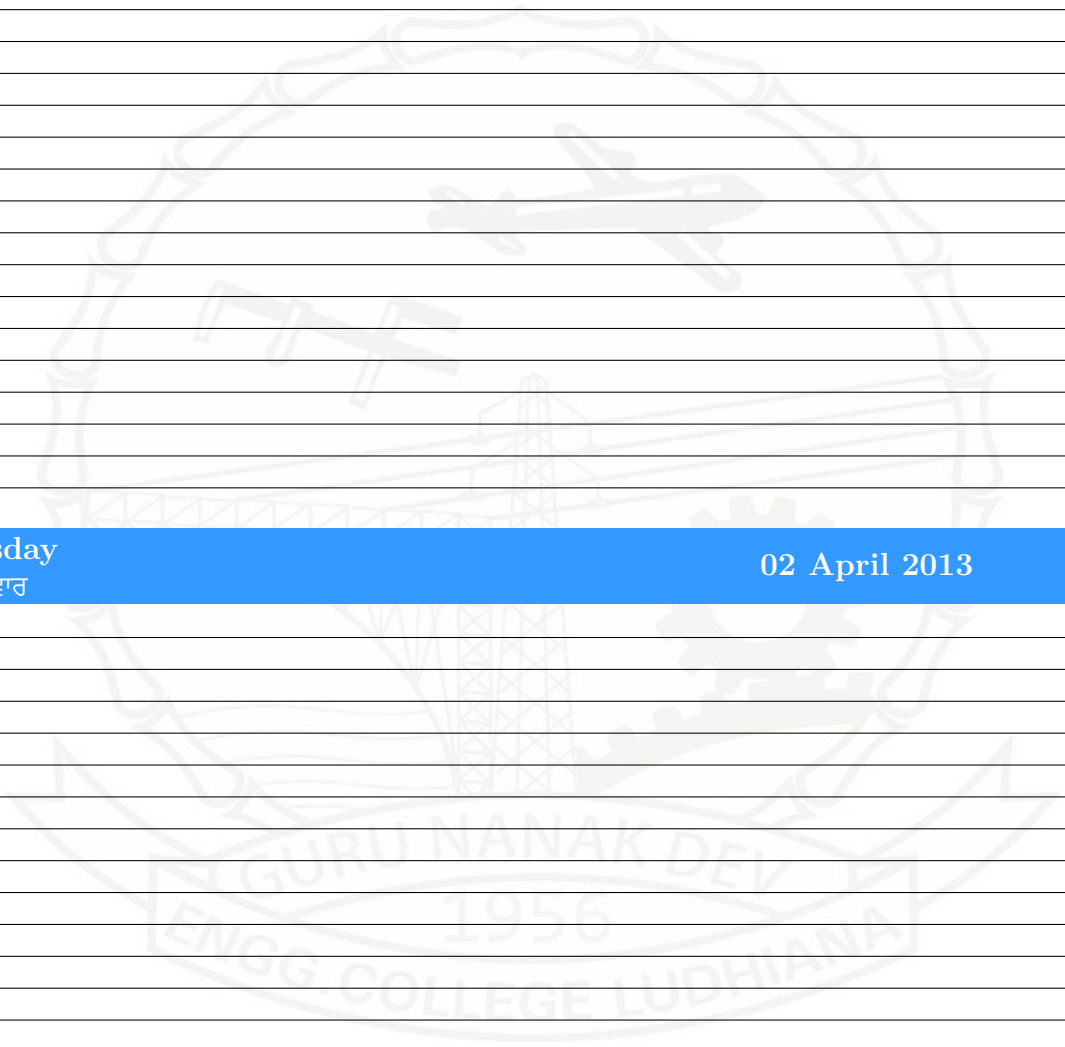 sday
ਵਾਰ
02 April 2013
GURU NANAK DEV
1956
ENGG. COLLEGE LUDHIANA